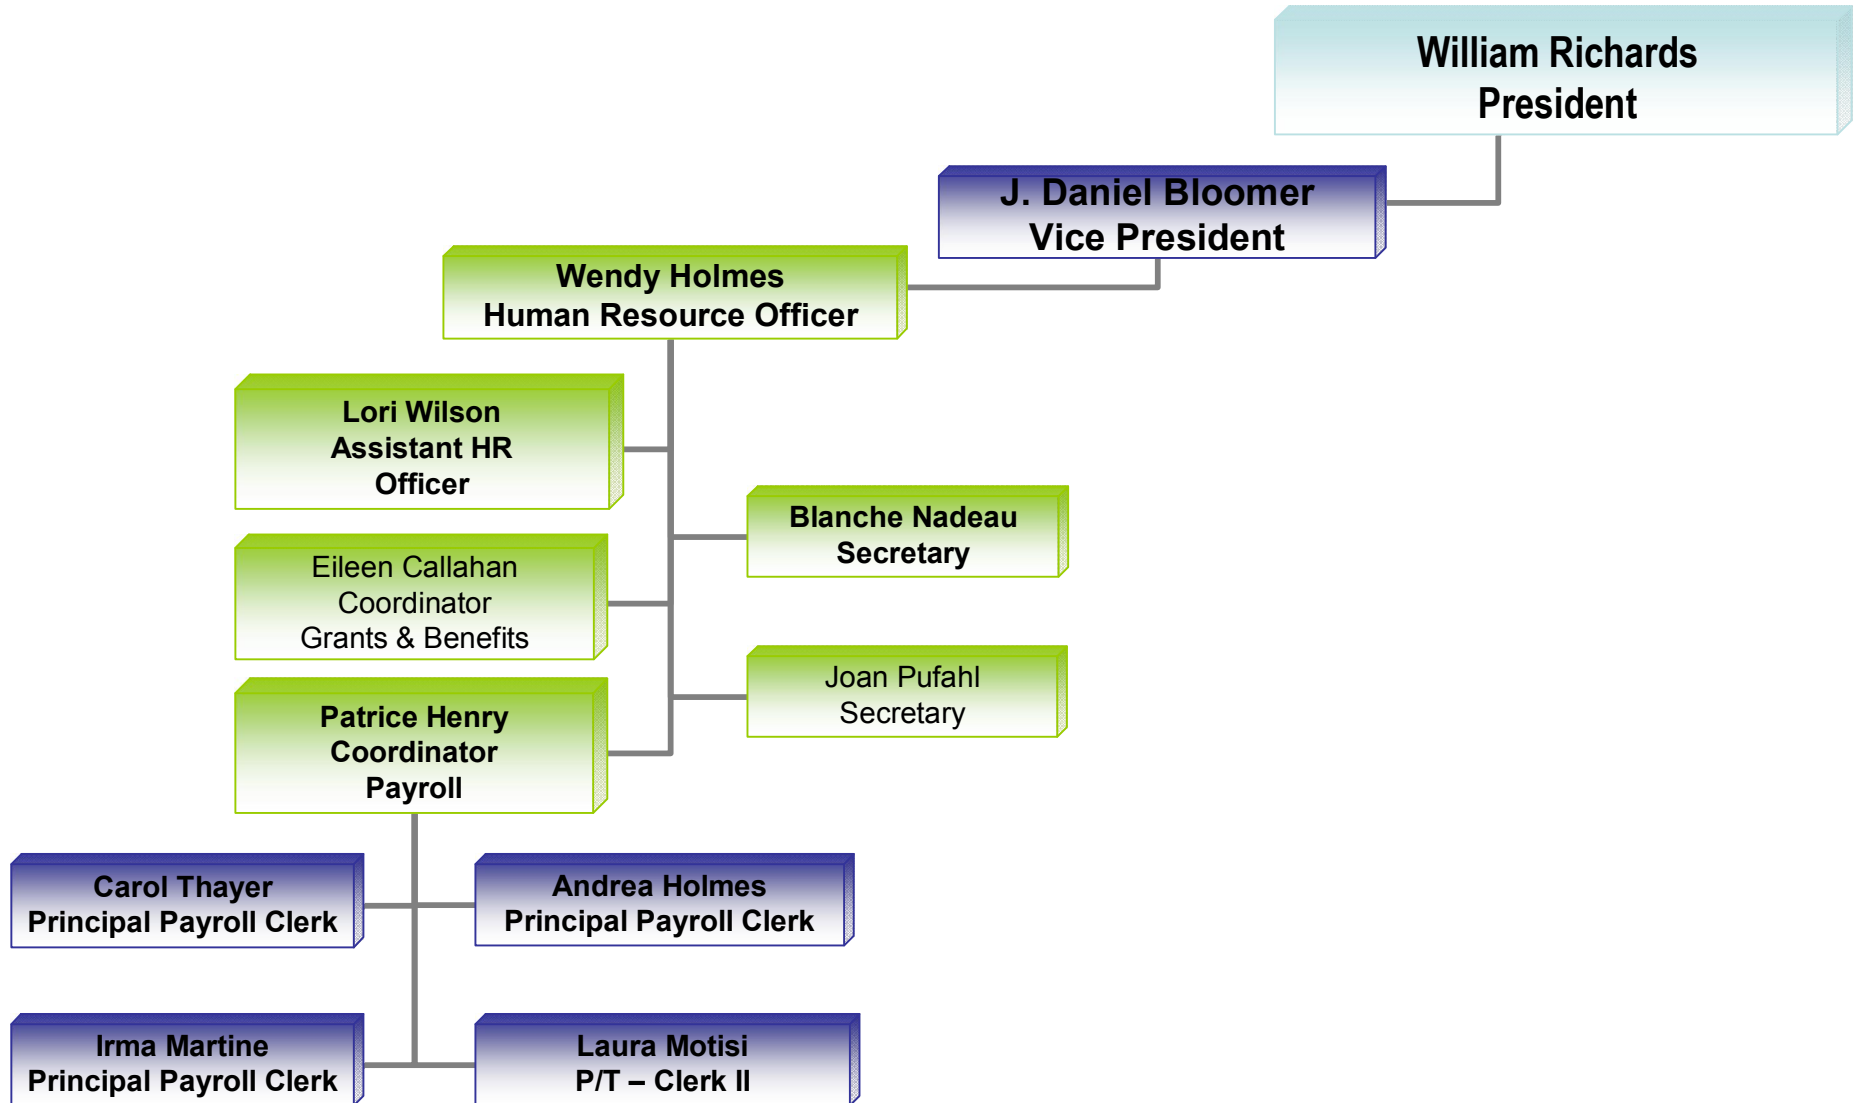 William Richards
President
J. Daniel Bloomer
Vice President
Wendy Holmes
Human Resource Officer
Lori Wilson
Assistant HR
Officer
Blanche Nadeau
Secretary
Eileen Callahan
Coordinator
Grants & Benefits
Joan Pufahl
Secretary
Patrice Henry
Coordinator
Payroll
Carol Thayer
Principal Payroll Clerk
Andrea Holmes
Principal Payroll Clerk
Irma Martine
Principal Payroll Clerk
Laura Motisi
P/T – Clerk II